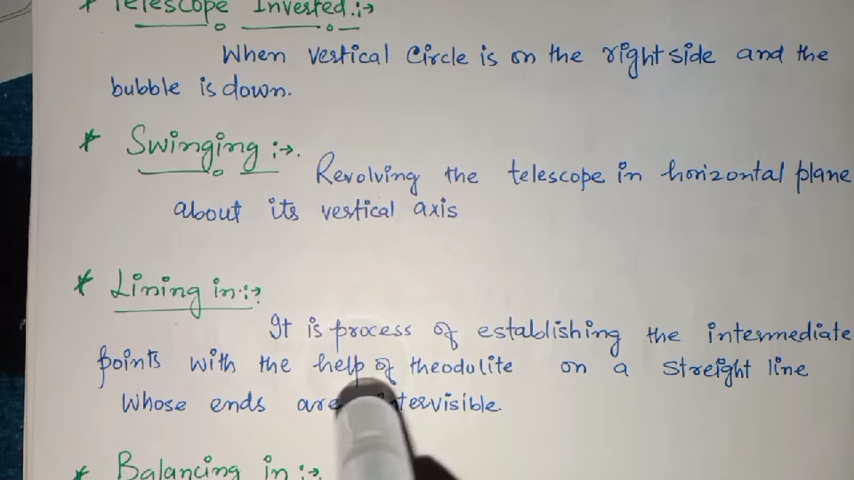 * Telescope Inverted :→
When vertical Circle is on the right side and the
bubble is down.
* Swinging :→.
Revolving the telescope in horizontal plane
about its vertical axis
* Lining in :→
It is process of establishing the intermediate
points with the help of theodolite on a streight line
Whose ends are intervisible.
* Balancing in :→